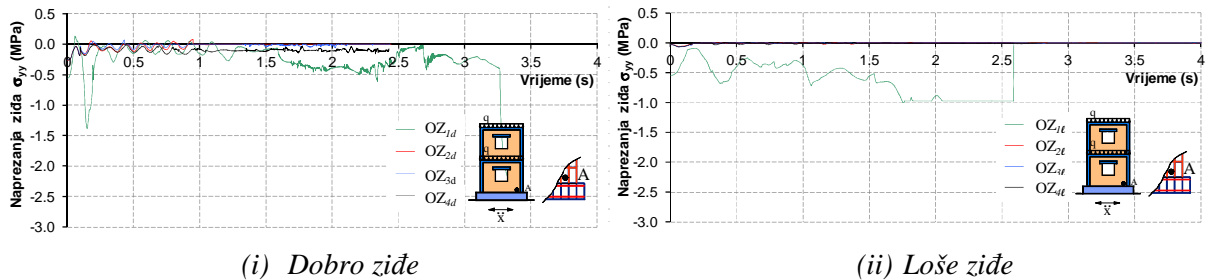 Naprezanja ziđa σyy (MPa)
0.5
0.0
-0.5
-1.0
-1.5
-2.0
-2.5
-3.0
0 0.5 1 1.5 2 2.5 3 3.5 4
Vrijeme (s)
OZ1d
OZ2d
OZ3d
OZ4d
q
q
A
A
ẍ
(i) Dobro ziđe
Naprezanja ziđa σyy (MPa)
0.5
0.0
-0.5
-1.0
-1.5
-2.0
-2.5
-3.0
0 0.5 1 1.5 2 2.5 3 3.5 4
Vrijeme (s)
OZ1ℓ
OZ2ℓ
OZ3ℓ
OZ4ℓ
q
q
A
A
ẍ
(ii) Loše ziđe